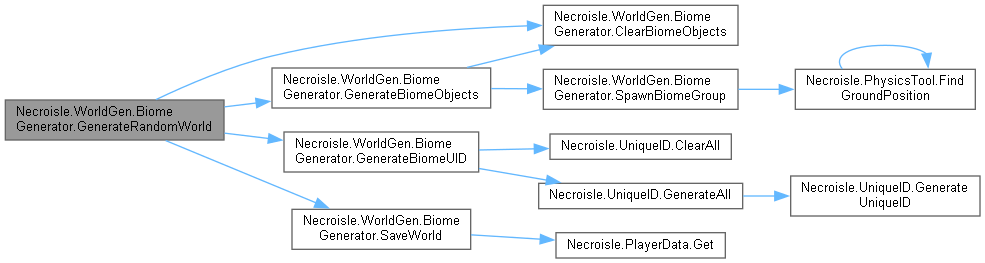 Necroisle.WorldGen.Biome
Generator.GenerateRandomWorld
Necroisle.WorldGen.Biome
Generator.ClearBiomeObjects
Necroisle.WorldGen.Biome
Generator.GenerateBiomeObjects
Necroisle.WorldGen.Biome
Generator.SpawnBiomeGroup
Necroisle.PhysicsTool.Find
GroundPosition
Necroisle.WorldGen.Biome
Generator.GenerateBiomeUID
Necroisle.UniqueID.ClearAll
Necroisle.UniqueID.GenerateAll
Necroisle.UniqueID.Generate
UniqueID
Necroisle.WorldGen.Biome
Generator.SaveWorld
Necroisle.PlayerData.Get